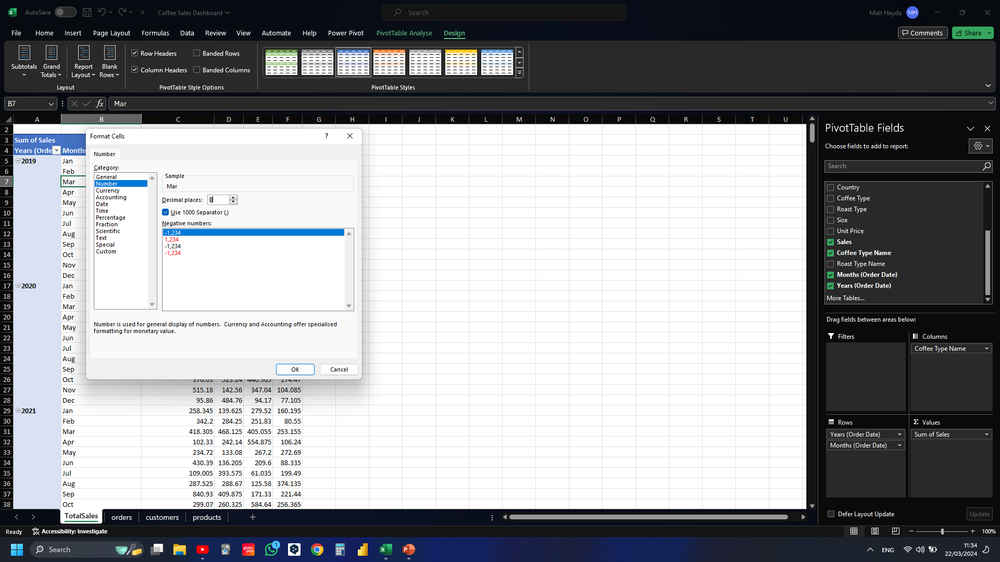 AutoSave
Coffee Sales Dashboard
Search
Matt Heyda
MH
File
Home
Insert
Page Layout
Formulas
Data
Review
View
Automate
Help
Power Pivot
PivotTable Analyse
Design
Comments
Share
Subtotals
Grand Totals
Report Layout
Blank Rows
Layout
Row Headers
Banded Rows
Column Headers
Banded Columns
PivotTable Style Options
PivotTable Styles
B7
fx
Mar
A B C D E F G H I J K L M N O P Q R S T U
2
3 Sum of Sales
4 Years (Orde Months
5 2019 Jan
6 Feb
7 Mar
8 Apr
9 May
10 Jun
11 Jul
12 Aug
13 Sep
14 Oct
15 Nov
16 Dec
17 2020 Jan
18 Feb
19 Mar
20 Apr
21 May
22 Jun
23 Jul
24 Aug
25 Sep
26 Oct 376.03 523.24 440.965 174.47
27 Nov 515.18 142.56 347.04 104.085
28 Dec 95.86 484.76 94.17 77.105
29 2021 Jan 258.345 139.625 279.52 160.195
30 Feb 342.2 284.25 251.83 80.55
31 Mar 418.305 468.125 405.055 253.155
32 Apr 102.33 242.14 554.875 106.24
33 May 234.72 133.08 267.2 272.69
34 Jun 430.39 136.205 209.6 88.335
35 Jul 109.005 393.575 61.035 199.49
36 Aug 287.525 288.67 125.58 374.135
37 Sep 840.93 409.875 171.33 221.44
38 Oct 299.07 260.325 584.64 256.365
Format Cells
?
Number
Category:
General
Number
Currency
Accounting
Date
Time
Percentage
Fraction
Scientific
Text
Special
Custom
Sample
Mar
Decimal places: 0
Use 1000 Separator (,)
Negative numbers:
-1,234
1,234
-1,234
-1,234
Number is used for general display of numbers. Currency and Accounting offer specialised
formatting for monetary value.
OK
Cancel
PivotTable Fields
Choose fields to add to report:
Search
Country
Coffee Type
Roast Type
Size
Unit Price
Sales
Coffee Type Name
Roast Type Name
Months (Order Date)
Years (Order Date)
More Tables...
Drag fields between areas below:
Filters
Columns
Coffee Type Name
Rows
Years (Order Date)
Months (Order Date)
Σ Values
Sum of Sales
Defer Layout Update
Update
TotalSales
orders
customers
products
Ready
Accessibility: Investigate
100%
Search
globo play
1
ENG
11:34
22/03/2024